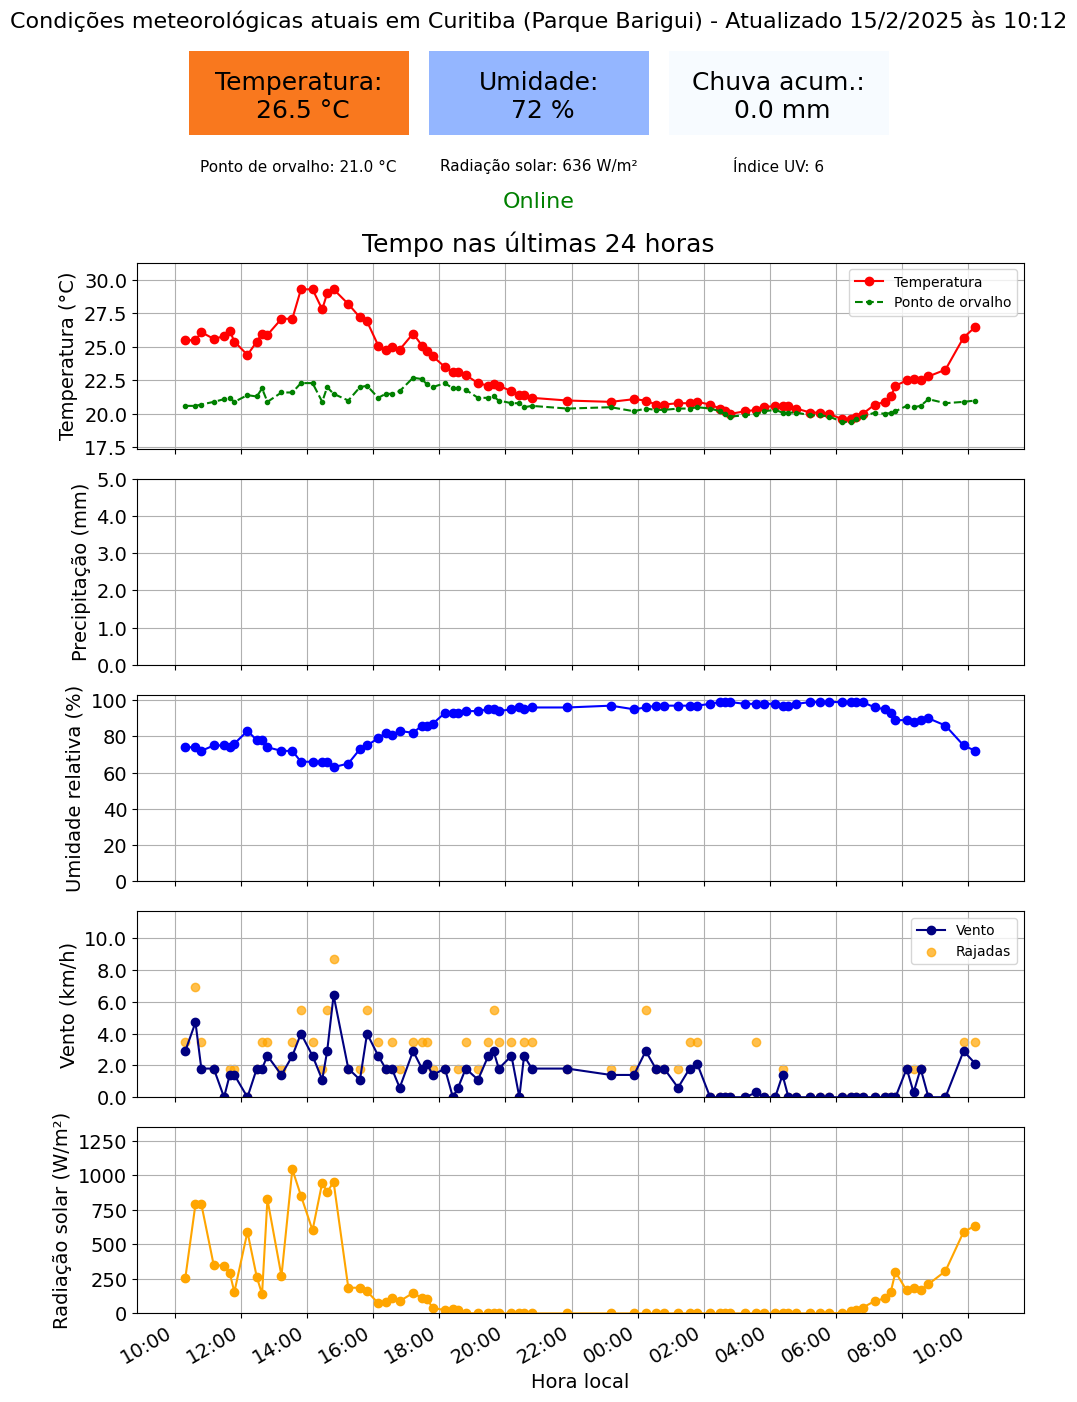 Condições meteorológicas atuais em Curitiba (Parque Barigui) - Atualizado 15/2/2025 às 10:12
Temperatura:
26.5 °C
Umidade:
72 %
Chuva acum.:
0.0 mm
Ponto de orvalho: 21.0 °C
Radiação solar: 636 W/m²
Índice UV: 6
Online
Tempo nas últimas 24 horas
Temperatura (°C)
30.0
27.5
25.0
22.5
20.0
17.5
Temperatura
Ponto de orvalho
Precipitação (mm)
5.0
4.0
3.0
2.0
1.0
0.0
Umidade relativa (%)
100
80
60
40
20
0
Vento (km/h)
10.0
8.0
6.0
4.0
2.0
0.0
Vento
Rajadas
Radiação solar (W/m²)
1250
1000
750
500
250
0
10:00
12:00
14:00
16:00
18:00
20:00
22:00
00:00
02:00
04:00
06:00
08:00
10:00
Hora local